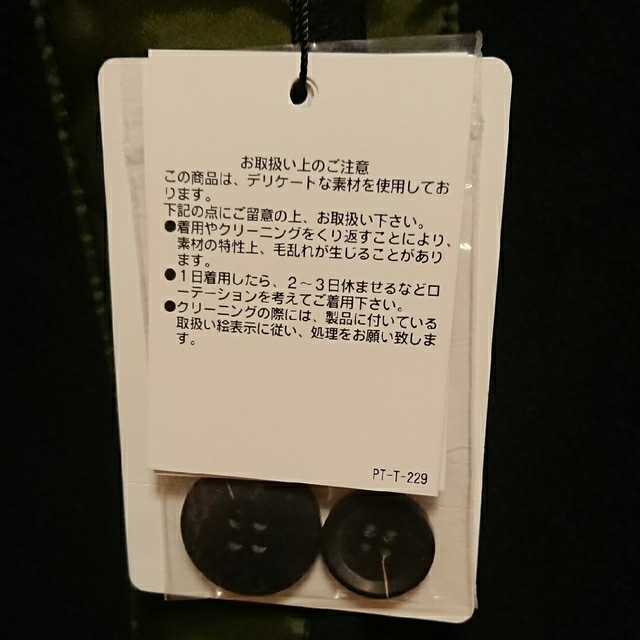 お取扱い上のご注意
この商品は、デリケートな素材を使用してお
ります。
下記の点にご留意の上、お取扱い下さい。
●着用やクリーニングをくり返すことにより、
素材の特性上、毛乱れが生じることがあり
ます。
●1日着用したら、2〜3日休ませるなどロ
ーテーションを考えてご着用下さい。
●クリーニングの際には、製品に付いている
取扱い絵表示に従い、処理をお願い致しま
す。
PT-T-229